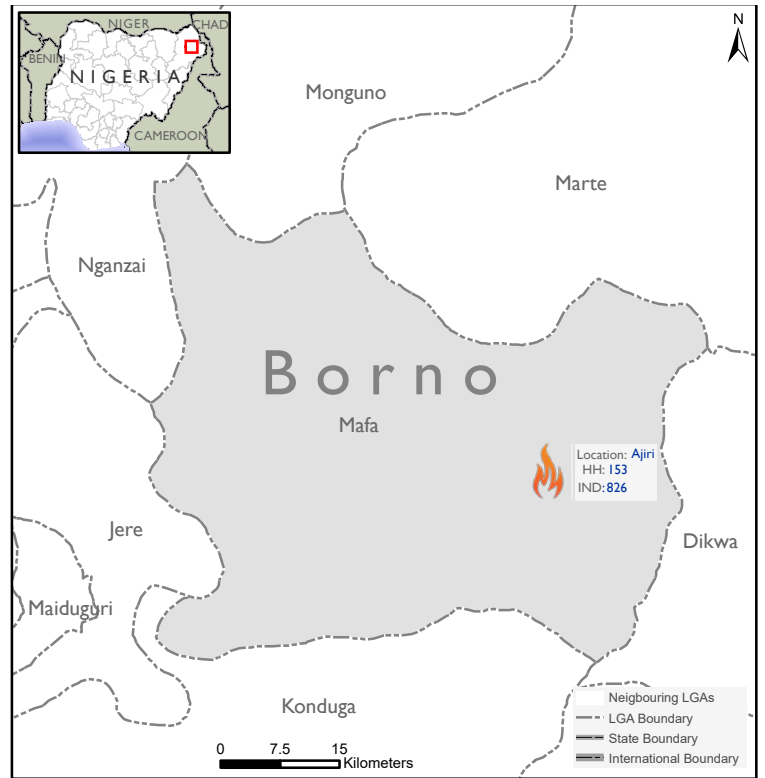 NIGER
CHAD
BENIN
NIGERIA
CAMEROON
N
Monguno
Marte
Nganzai
Borno
Mafa
Location: Ajiri
HH: 153
IND: 826
Jere
Dikwa
Maiduguri
Konduga
Neigbouring LGAs
LGA Boundary
State Boundary
International Boundary
0 7.5 15
Kilometers